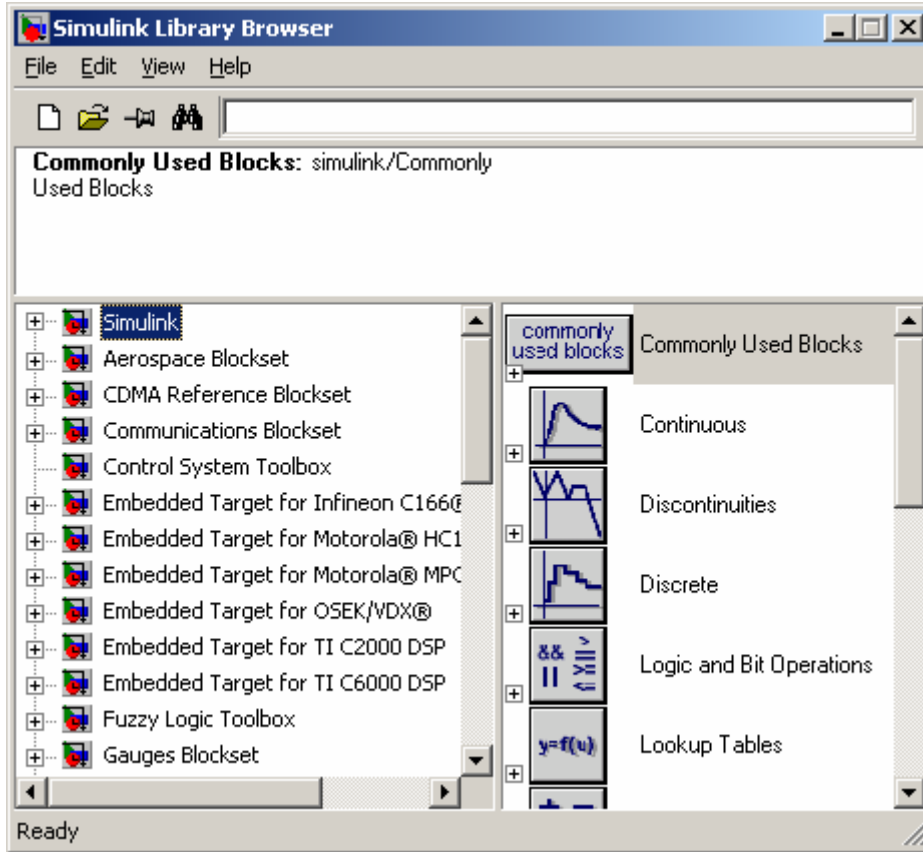 Simulink Library Browser
File Edit View Help
Commonly Used Blocks: simulink/Commonly
Used Blocks
Simulink
Aerospace Blockset
CDMA Reference Blockset
Communications Blockset
Control System Toolbox
Embedded Target for Infineon C166®
Embedded Target for Motorola® HC1
Embedded Target for Motorola® MPC
Embedded Target for OSEK/VDX®
Embedded Target for TI C2000 DSP
Embedded Target for TI C6000 DSP
Fuzzy Logic Toolbox
Gauges Blockset
commonly
used blocks
Commonly Used Blocks
Continuous
Discontinuities
Discrete
&& >
|| >=
<=
Logic and Bit Operations
y=f(u)
Lookup Tables
Ready